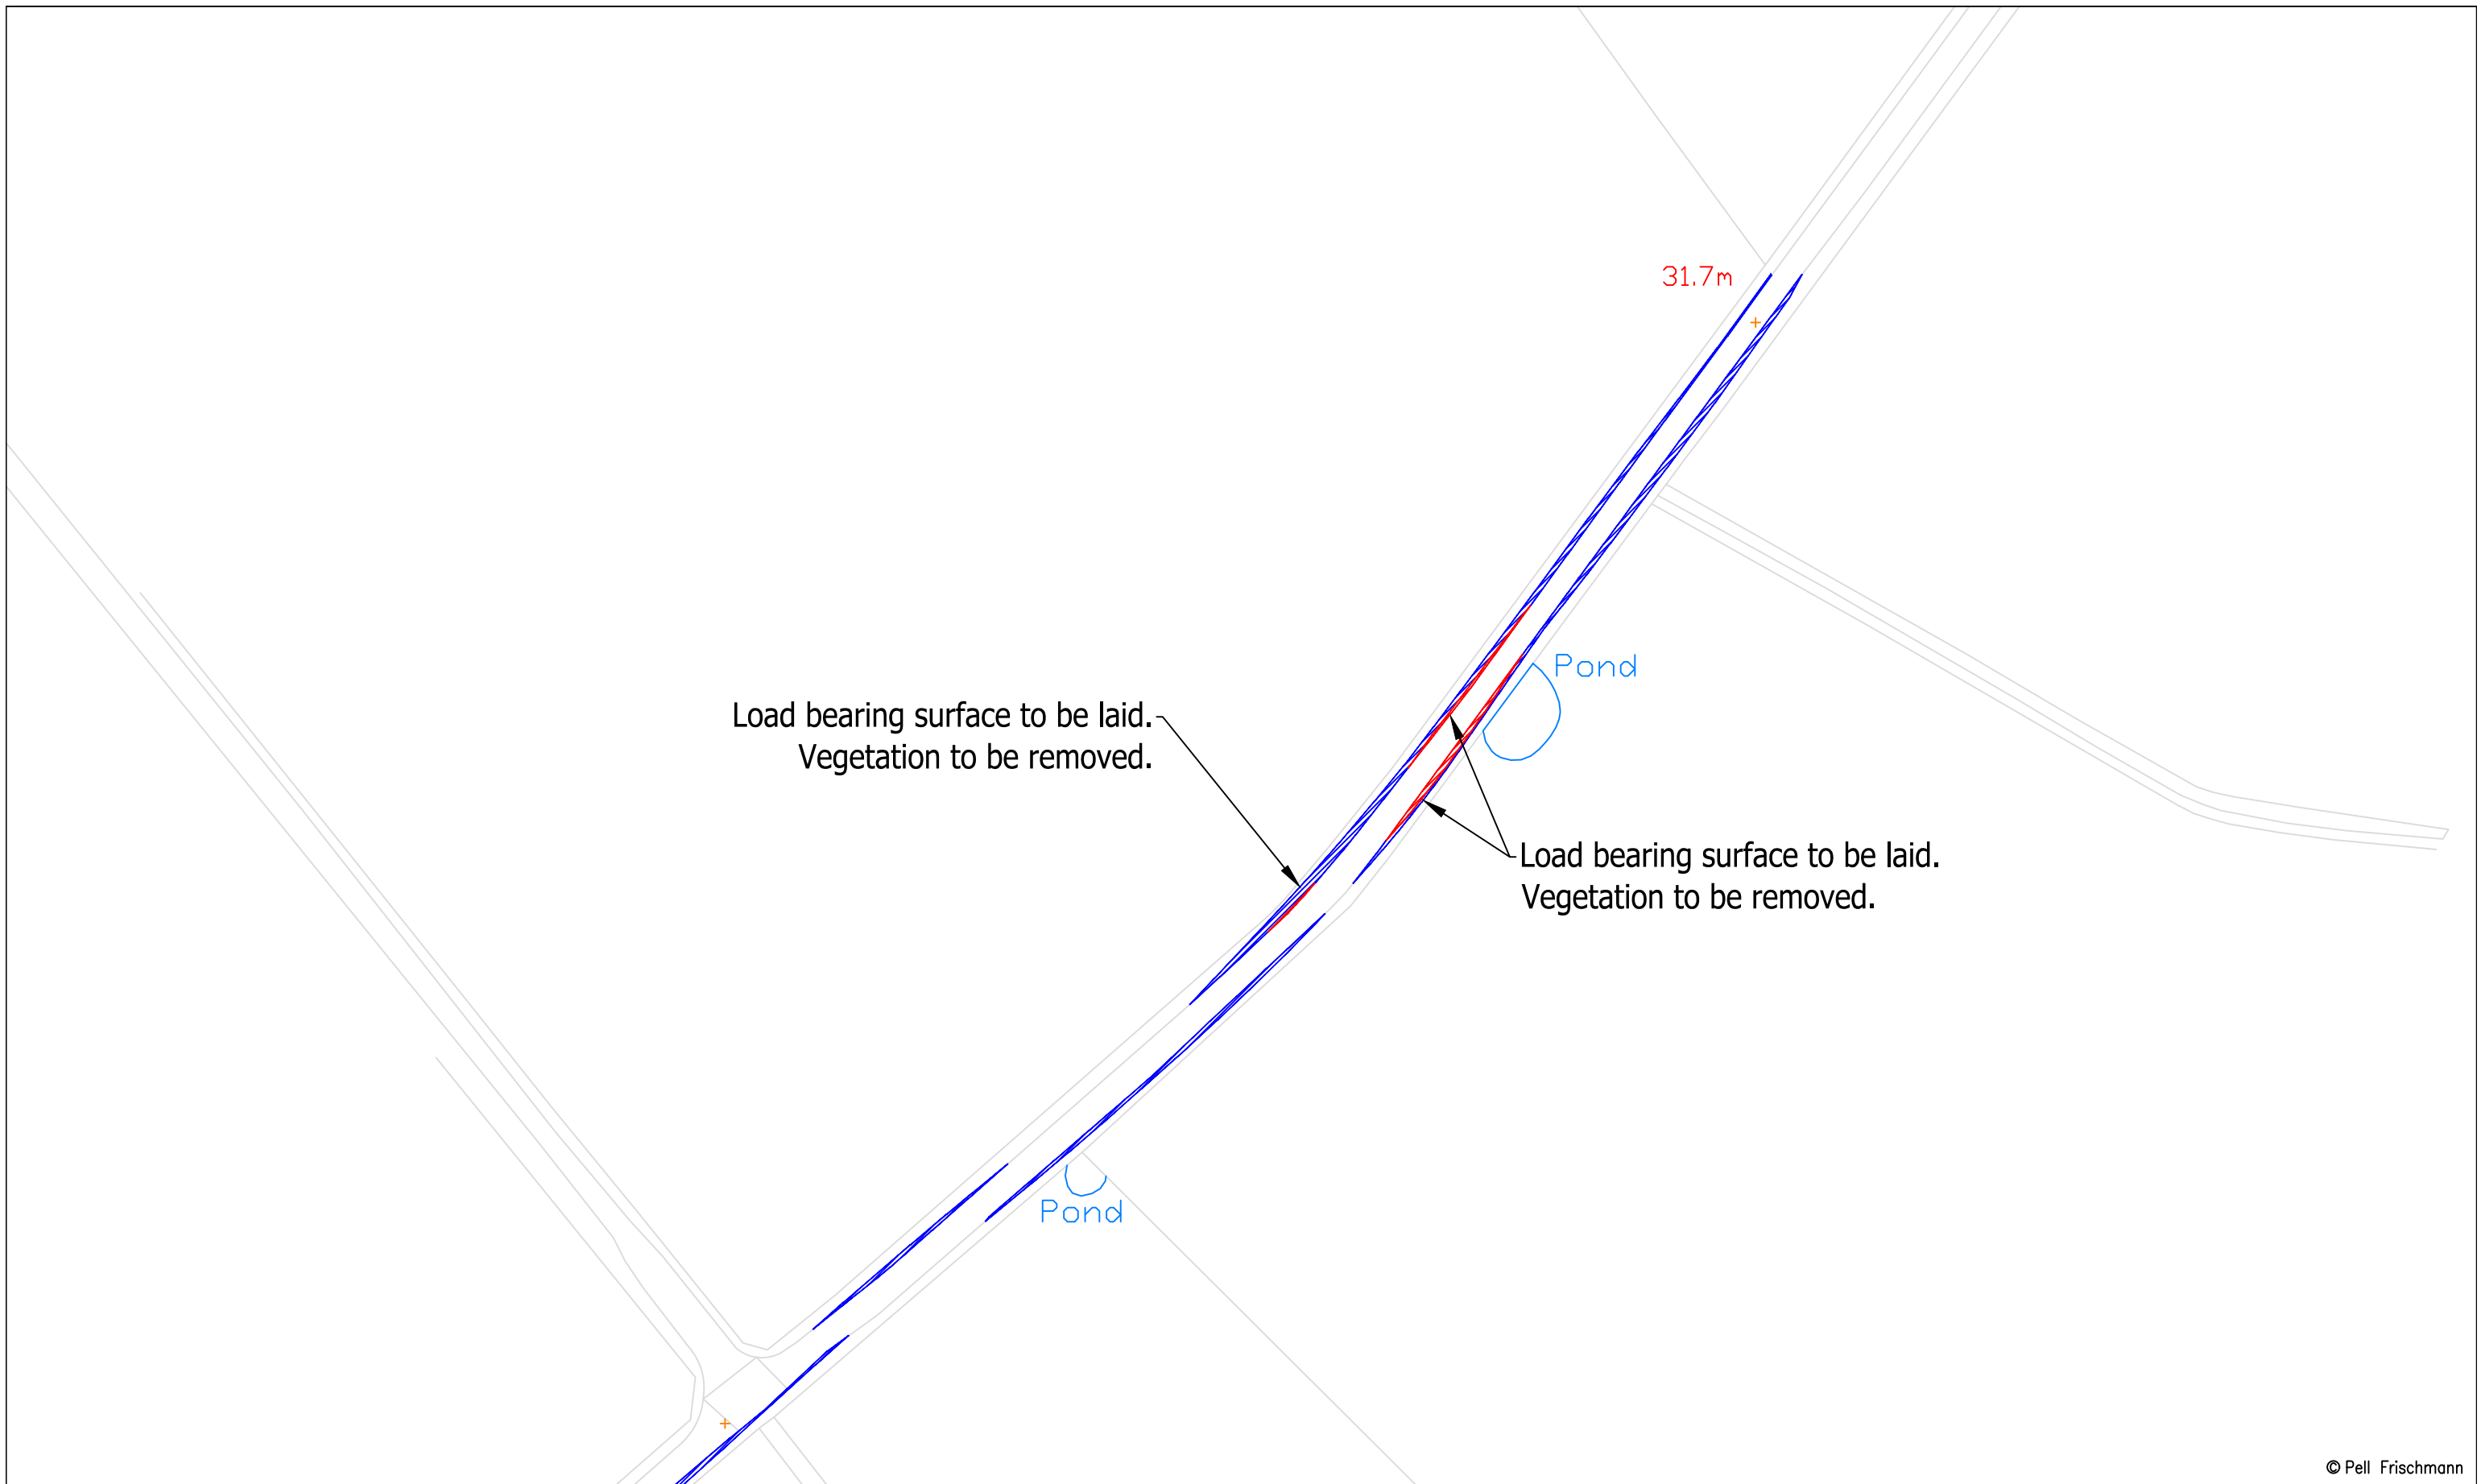 31.7m
Pond
Load bearing surface to be laid.
Vegetation to be removed.
Load bearing surface to be laid.
Vegetation to be removed.
Pond
© Pell Frischmann